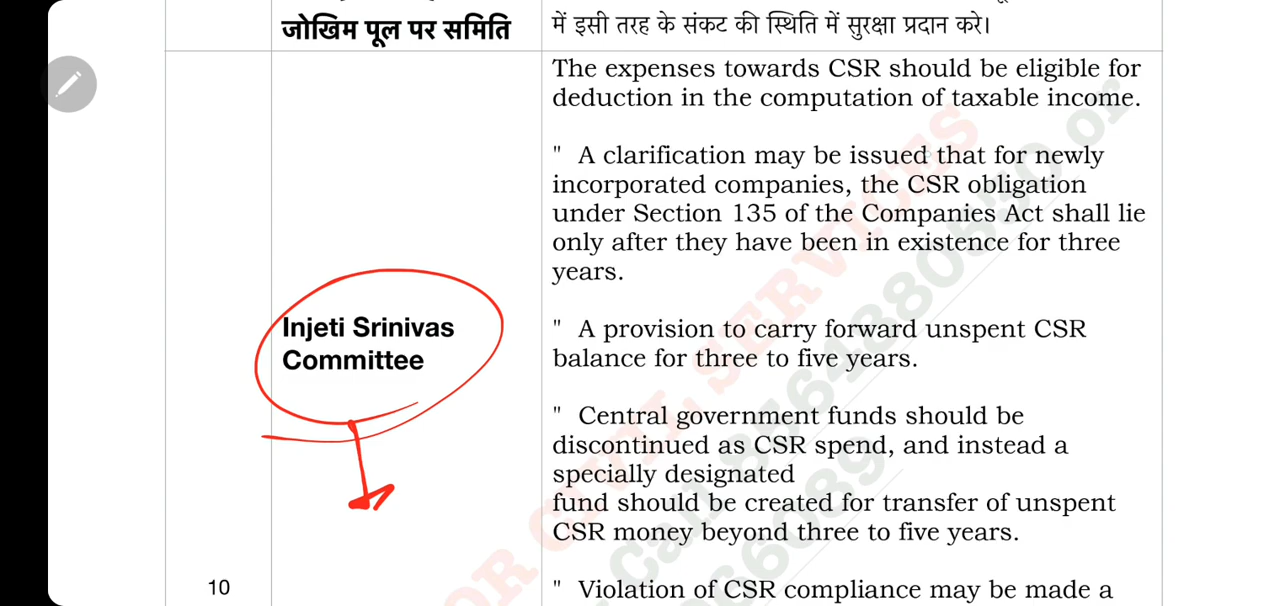 जोखिम पूल पर समिति
में इसी तरह के संकट की स्थिति में सुरक्षा प्रदान करे।
The expenses towards CSR should be eligible for
deduction in the computation of taxable income.
" A clarification may be issued that for newly
incorporated companies, the CSR obligation
under Section 135 of the Companies Act shall lie
only after they have been in existence for three
years.
Injeti Srinivas
Committee
" A provision to carry forward unspent CSR
balance for three to five years.
" Central government funds should be
discontinued as CSR spend, and instead a
specially designated
fund should be created for transfer of unspent
CSR money beyond three to five years.
10
" Violation of CSR compliance may be made a